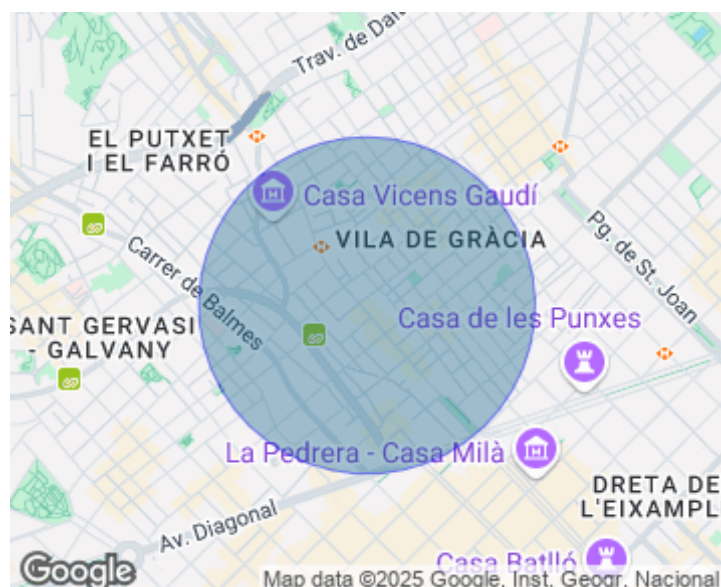 Trav. de Dal
EL PUTXET
I EL FARRÓ
Casa Vicens Gaudí
VILA DE GRÀCIA
Pg. de St. Joan
Carrer de Balmes
SANT GERVASI
- GALVANY
Casa de les Punxes
La Pedrera - Casa Milà
DRETA DE
L'EIXAMPL
Av. Diagonal
Casa Batlló
Google
Map data ©2025 Google, Inst. Geogr. Nacional